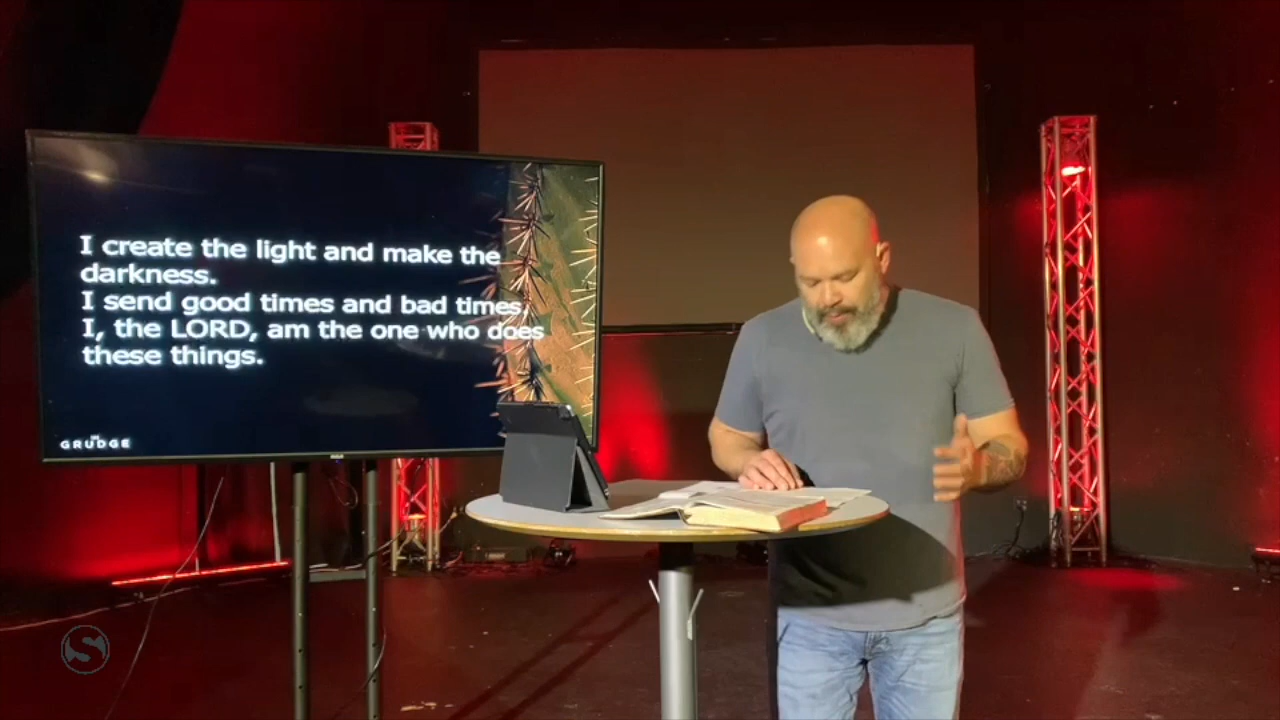 I create the light and make the
darkness.
I send good times and bad times.
I, the LORD, am the one who does
these things.
GRUDGE
S